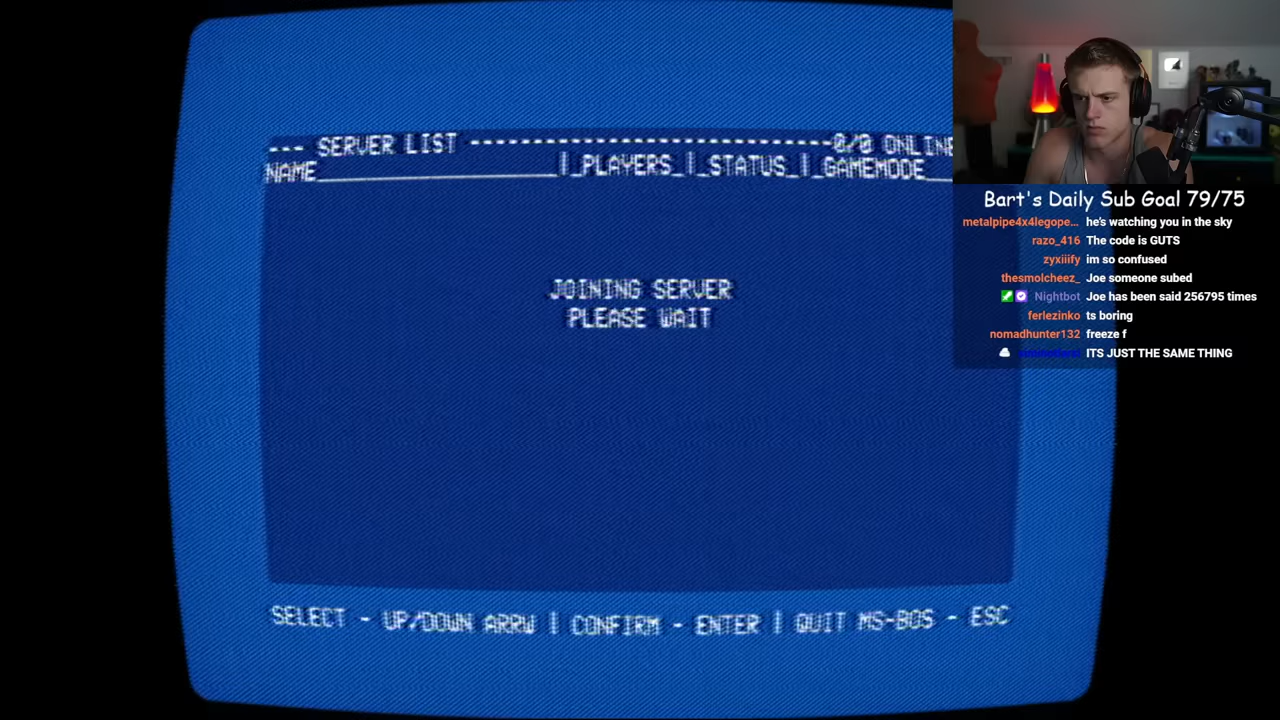 --- SERVER LIST ----------------------------0/0 ONLINE
NAME_____________|_PLAYERS_|_STATUS_|_GAMEMODE__
JOINING SERVER
PLEASE WAIT
SELECT - UP/DOWN ARRW | CONFIRM - ENTER | QUIT MS-BOS - ESC
Bart's Daily Sub Goal 79/75
metalpipe4x4legope... he's watching you in the sky
razo_416 The code is GUTS
zyxiiify im so confused
thesmolcheez_ Joe someone subed
Nightbot Joe has been said 256795 times
ferlezinko ts boring
nomadhunter132 freeze f
ITS JUST THE SAME THING